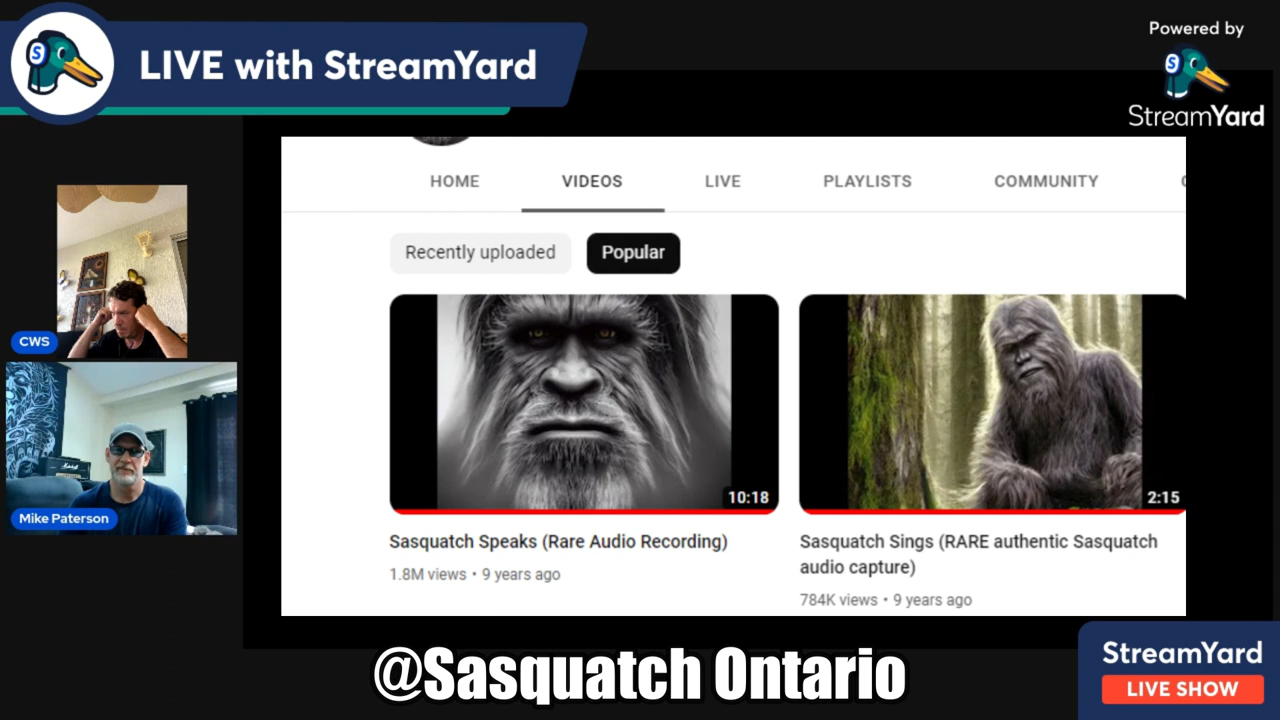 S
LIVE with StreamYard
Powered by
S
StreamYard
HOME
VIDEOS
LIVE
PLAYLISTS
COMMUNITY
Recently uploaded
Popular
10:18
2:15
Sasquatch Speaks (Rare Audio Recording)
1.8M views • 9 years ago
Sasquatch Sings (RARE authentic Sasquatch
audio capture)
784K views • 9 years ago
CWS
Marshall
Mike Paterson
@Sasquatch Ontario
StreamYard
LIVE SHOW